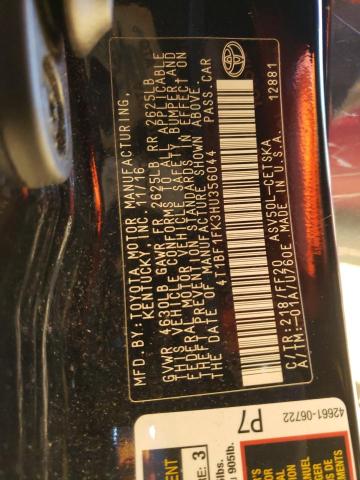 MFD. BY: TOYOTA MOTOR MANUFACTURING,
KENTUCKY, INC. 11/16
GVWR 4630LB GAWR FR 2625LB RR 2625LB
THIS VEHICLE CONFORMS TO ALL APPLICABLE
FEDERAL MOTOR VEHICLE SAFETY, BUMPER, AND
THEFT PREVENTION STANDARDS IN EFFECT ON
THE DATE OF MANUFACTURE SHOWN ABOVE.
4T1BF1FK3HU356044 PASS.CAR
C/TR:218/FF20 ASV50L-CETSKA
A/TM:-01A/U760E MADE IN U.S.A.
12881
42661-06722
P7
3
905lb.